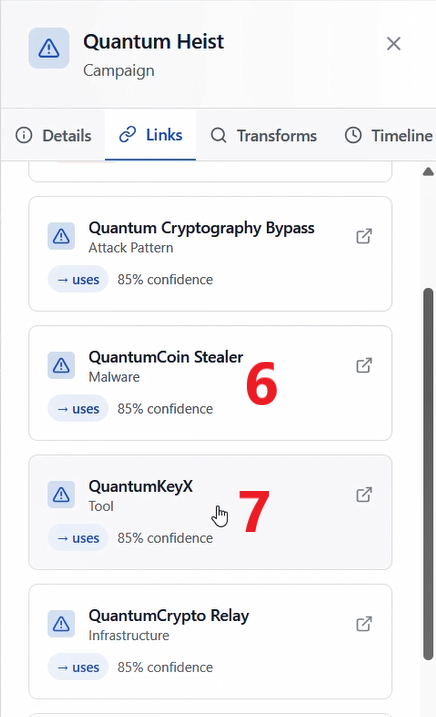 Quantum Heist
Campaign
Details
Links
Transforms
Timeline
Quantum Cryptography Bypass
Attack Pattern
→ uses 85% confidence
QuantumCoin Stealer
Malware
→ uses 85% confidence
6
QuantumKeyX
Tool
→ uses 85% confidence
7
QuantumCrypto Relay
Infrastructure
→ uses 85% confidence